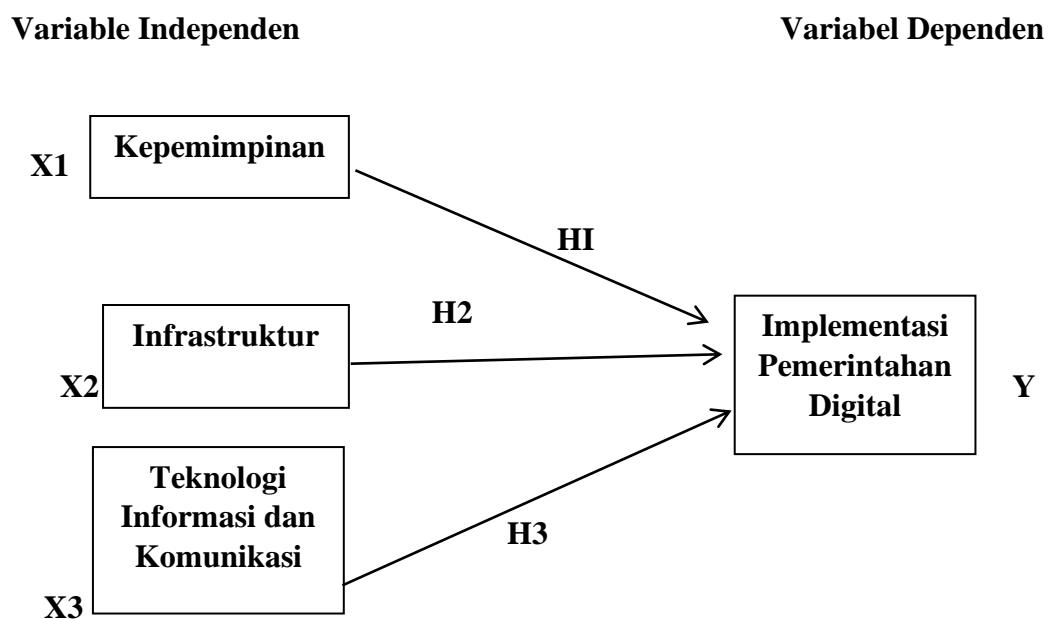 Variable Independen
Variabel Dependen
Kepemimpinan
X1
HI
H2
Infrastruktur
X2
Implementasi
Pemerintahan
Digital
Y
Teknologi
Informasi dan
Komunikasi
H3
X3